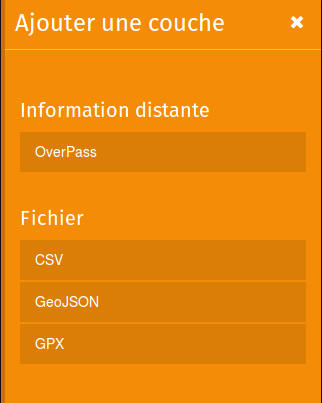 Ajouter une couche ✖
Information distante
OverPass
Fichier
CSV
GeoJSON
GPX